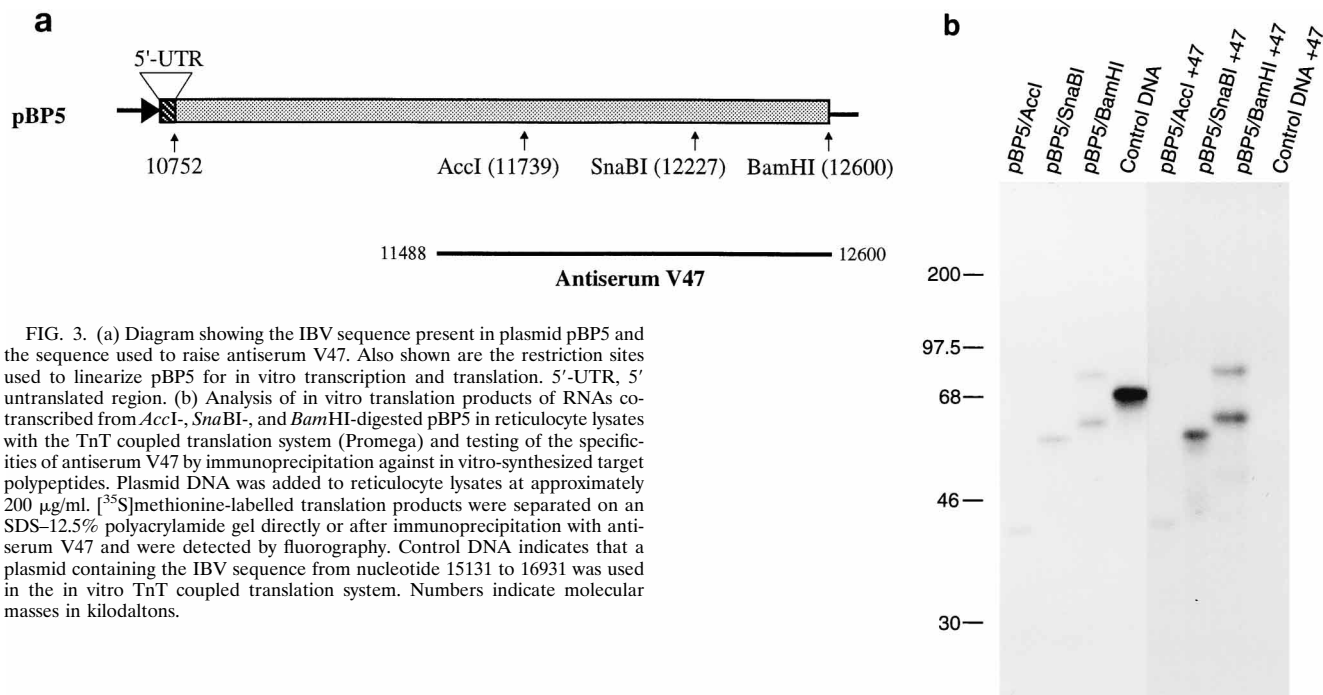 a
5'-UTR
pBP5
10752
AccI (11739)
SnaBI (12227)
BamHI (12600)
11488
12600
Antiserum V47
FIG. 3. (a) Diagram showing the IBV sequence present in plasmid pBP5 and
the sequence used to raise antiserum V47. Also shown are the restriction sites
used to linearize pBP5 for in vitro transcription and translation. 5′-UTR, 5′
untranslated region. (b) Analysis of in vitro translation products of RNAs co-
transcribed from AccI-, SnaBI-, and BamHI-digested pBP5 in reticulocyte lysates
with the TnT coupled translation system (Promega) and testing of the specific-
ities of antiserum V47 by immunoprecipitation against in vitro-synthesized target
polypeptides. Plasmid DNA was added to reticulocyte lysates at approximately
200 μg/ml. [³⁵S]methionine-labelled translation products were separated on an
SDS–12.5% polyacrylamide gel directly or after immunoprecipitation with anti-
serum V47 and were detected by fluorography. Control DNA indicates that a
plasmid containing the IBV sequence from nucleotide 15131 to 16931 was used
in the in vitro TnT coupled translation system. Numbers indicate molecular
masses in kilodaltons.
b
pBP5/AccI
pBP5/SnaBI
pBP5/BamHI
Control DNA
pBP5/AccI +47
pBP5/SnaBI +47
pBP5/BamHI +47
Control DNA +47
200
97.5
68
46
30